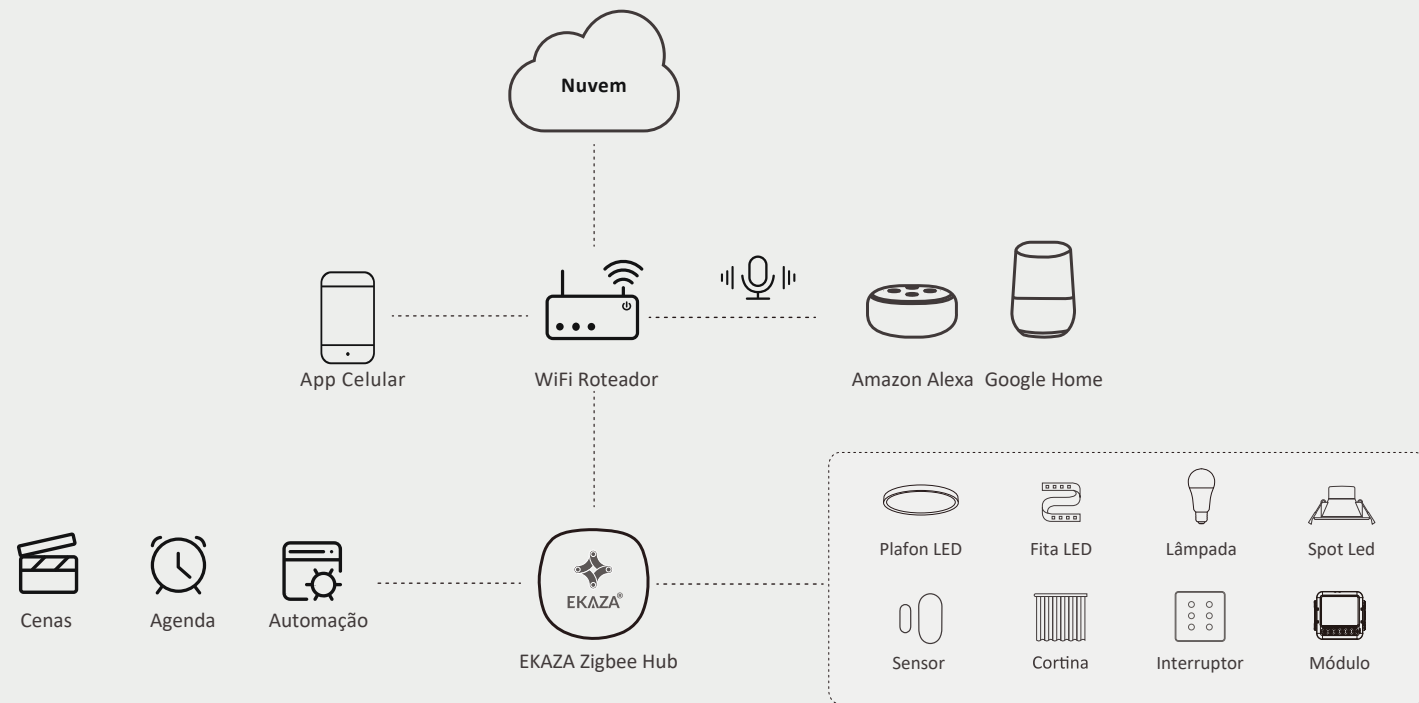 Nuvem
App Celular
WiFi Roteador
Amazon Alexa
Google Home
Cenas
Agenda
Automação
EKAZA®
EKAZA Zigbee Hub
Plafon LED
Fita LED
Lâmpada
Spot Led
Sensor
Cortina
Interruptor
Módulo